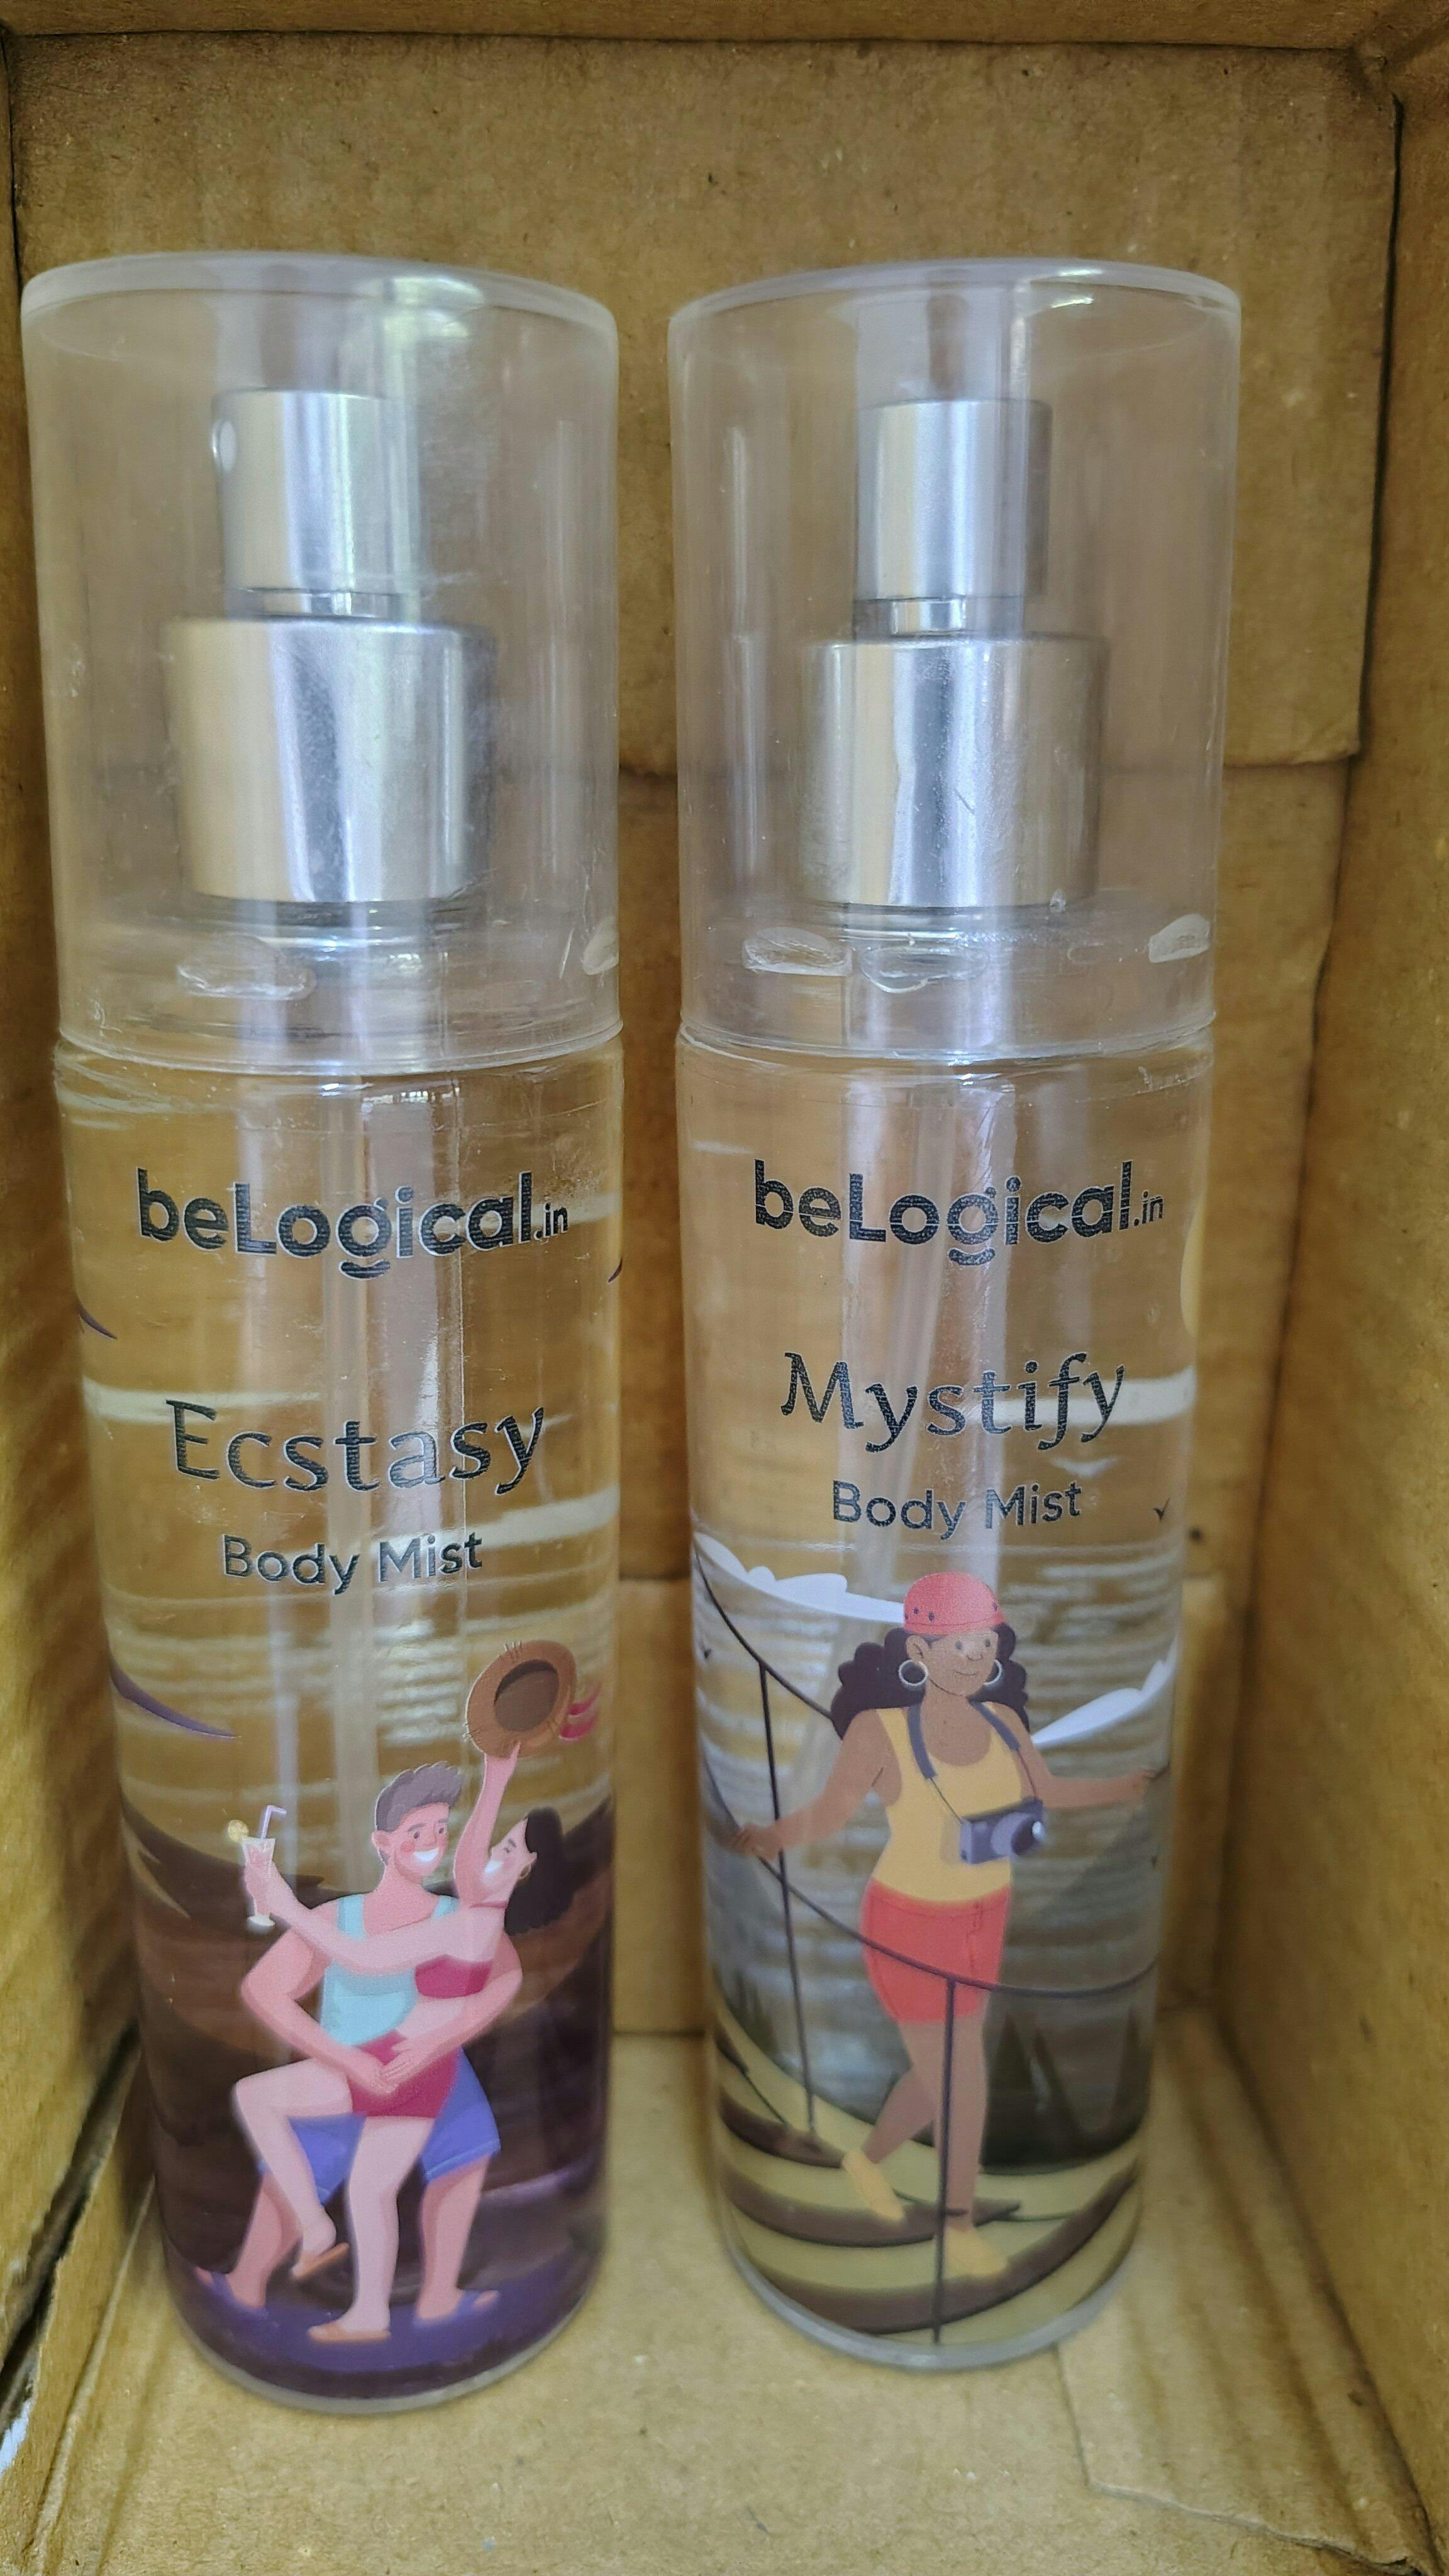 beLogical.in
Ecstasy
Body Mist
beLogical.in
Mystify
Body Mist